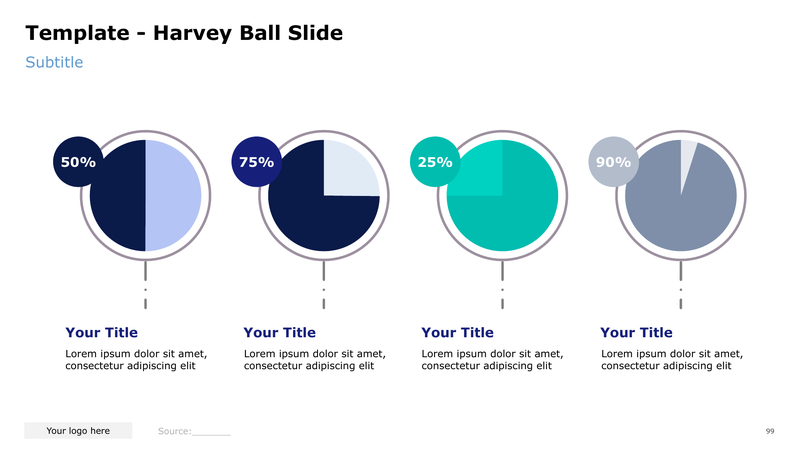 Template - Harvey Ball Slide
Subtitle
50%
75%
25%
90%
Your Title
Lorem ipsum dolor sit amet,
consectetur adipiscing elit
Your Title
Lorem ipsum dolor sit amet,
consectetur adipiscing elit
Your Title
Lorem ipsum dolor sit amet,
consectetur adipiscing elit
Your Title
Lorem ipsum dolor sit amet,
consectetur adipiscing elit
Your logo here
Source:_______
99